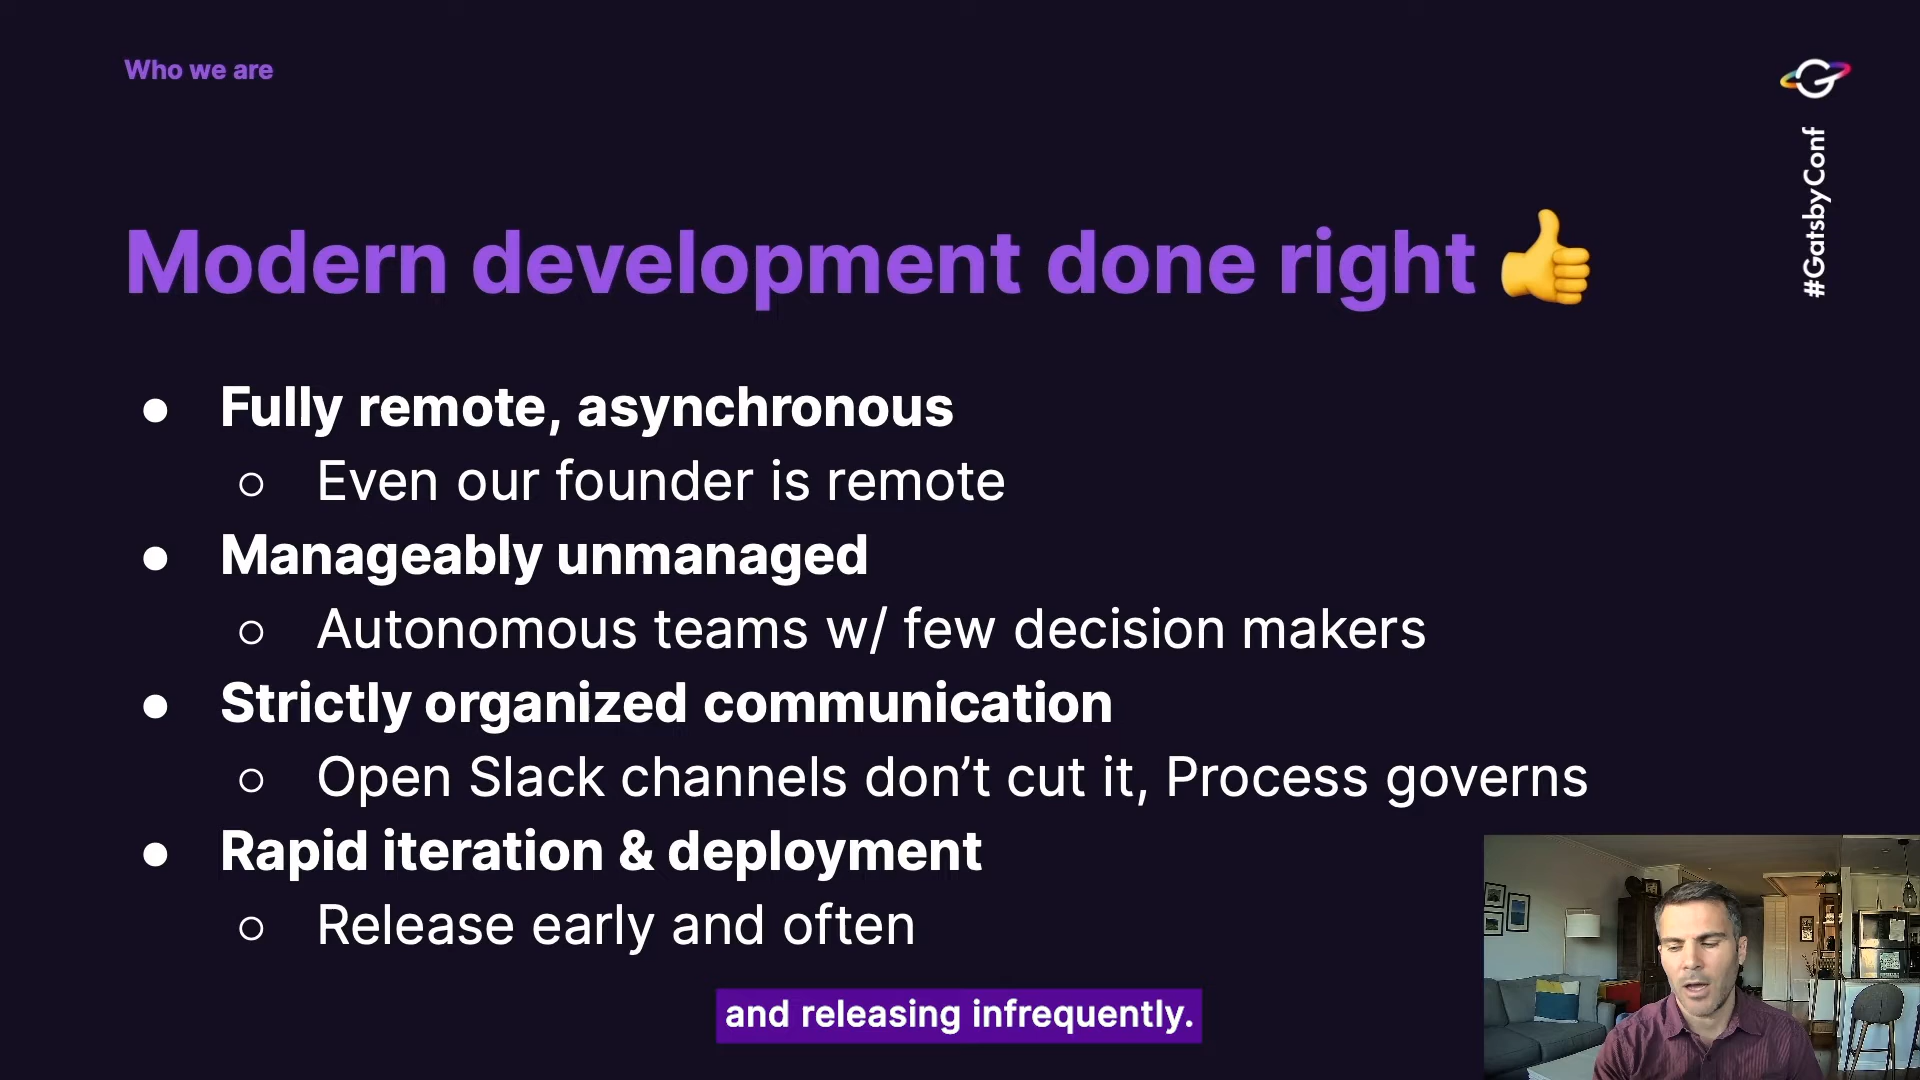 Who we are
#GatsbyConf
Modern development done right 👍
● Fully remote, asynchronous
○ Even our founder is remote
● Manageably unmanaged
○ Autonomous teams w/ few decision makers
● Strictly organized communication
○ Open Slack channels don’t cut it, Process governs
● Rapid iteration & deployment
○ Release early and often
and releasing infrequently.